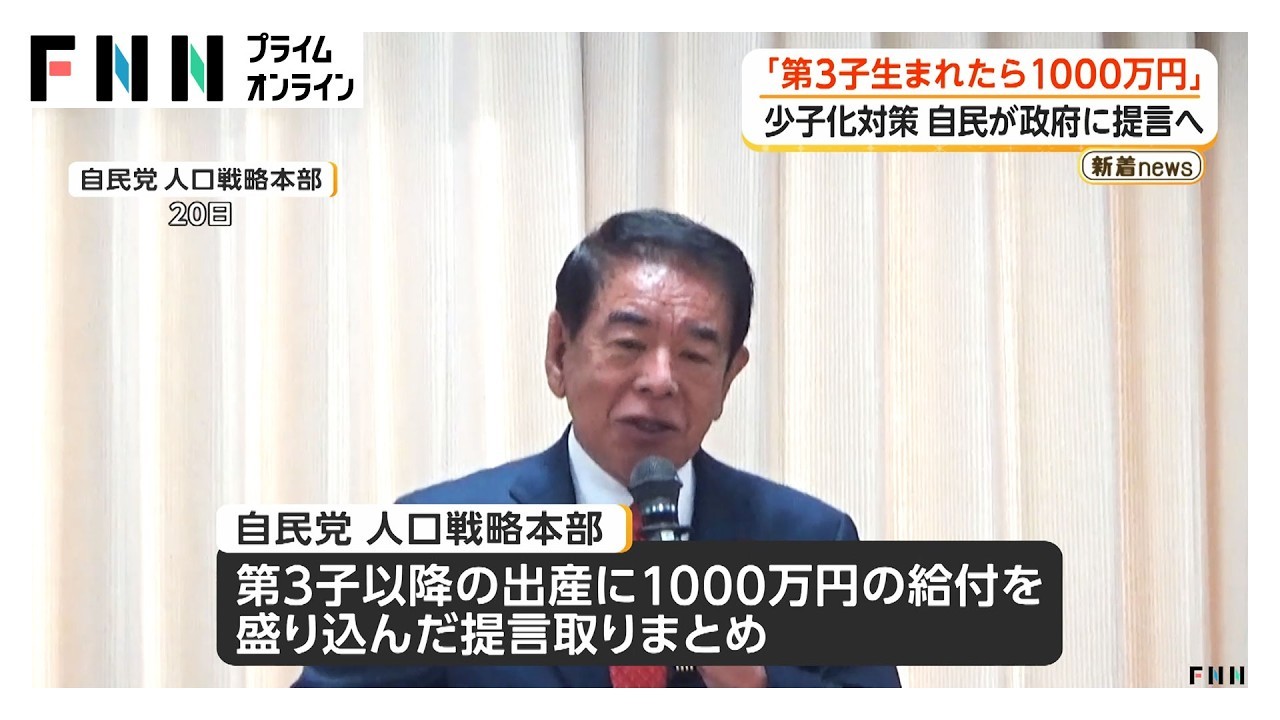 FNN プライム
オンライン
「第3子生まれたら1000万円」
少子化対策 自民が政府に提言へ
新着news
自民党 人口戦略本部
20日
自民党 人口戦略本部
第3子以降の出産に1000万円の給付を
盛り込んだ提言取りまとめ
FNN